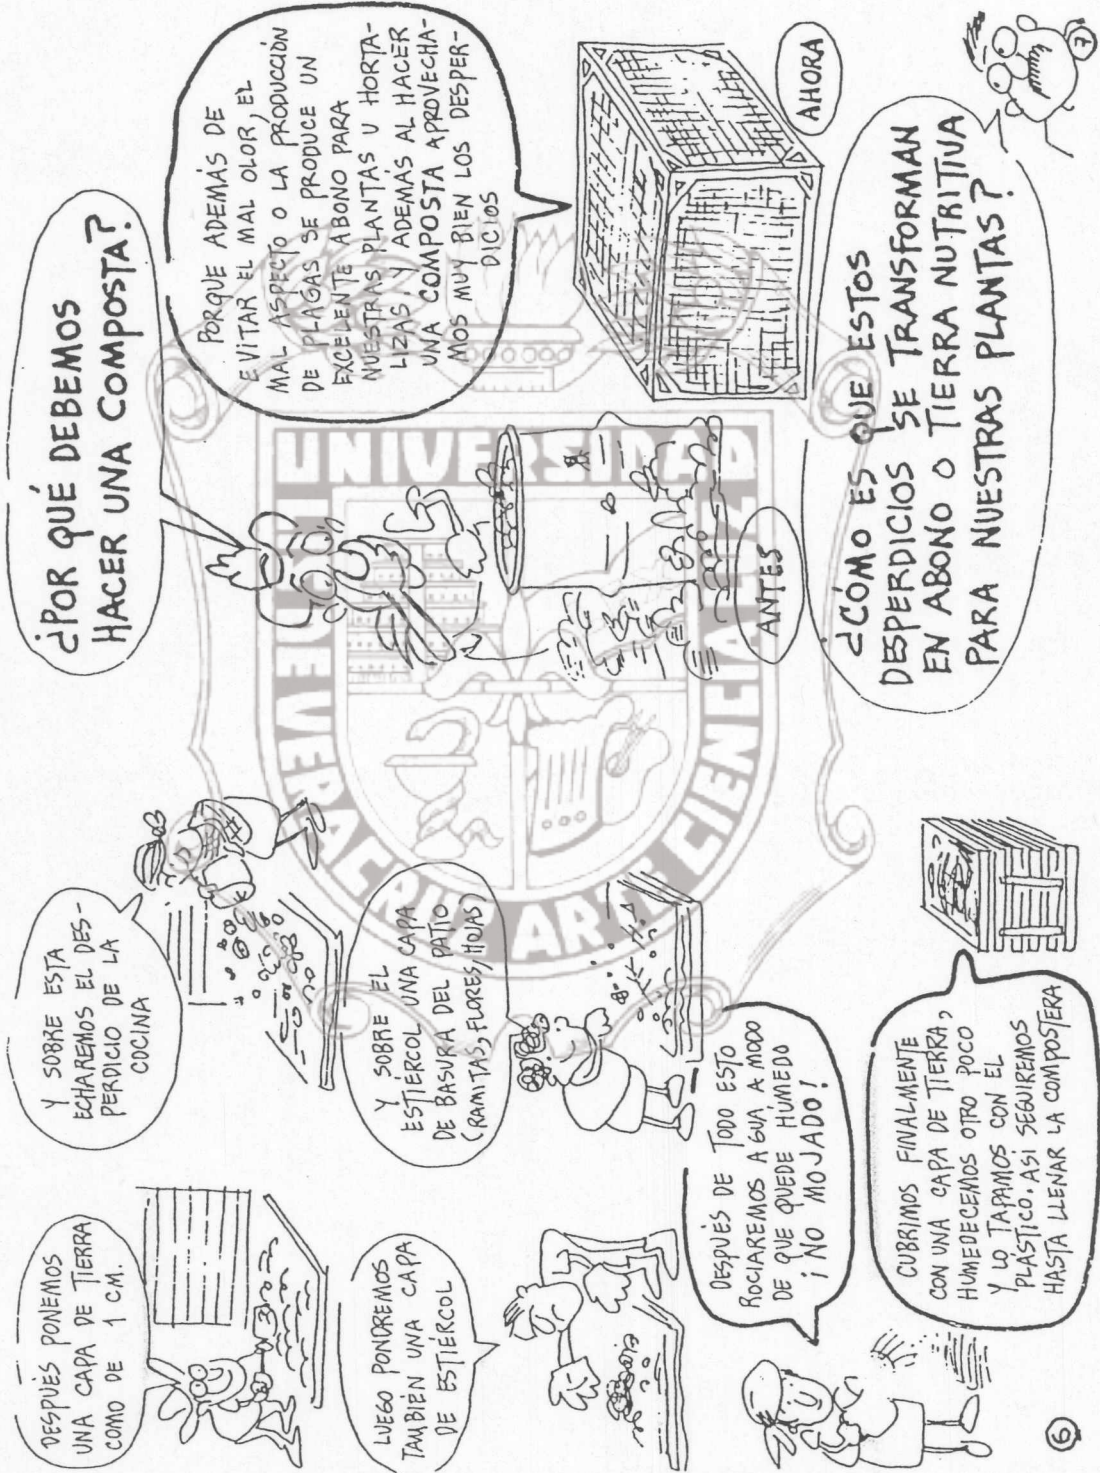 DESPUÉS PONEMOS
UNA CAPA DE TIERRA
COMO DE 1 C.M.
Y SOBRE ESTA
ECHAREMOS EL DES-
PERDICIO DE LA
COCINA
LUEGO PONDREMOS
TAMBIÉN UNA CAPA
DE ESTIÉRCOL
Y SOBRE EL
ESTIÉRCOL UNA CAPA
DE BASURA DEL PATIO
(RAMITAS, FLORES, HOJAS)
DESPUÉS DE TODO ESTO
ROCIAREMOS AGUA A MODO
DE QUE QUEDE HÚMEDO
¡NO MOJADO!
CUBRIMOS FINALMENTE
CON UNA CAPA DE TIERRA,
HUMEDECEMOS OTRO POCO
Y LO TAPAMOS CON EL
PLÁSTICO. ASI SEGUIREMOS
HASTA LLENAR LA COMPOSTERA
6
¿POR QUÉ DEBEMOS
HACER UNA COMPOSTA?
PORQUE ADEMÁS DE
EVITAR EL MAL OLOR, EL
MAL ASPECTO O LA PRODUCCIÓN
DE PLAGAS SE PRODUCE UN
EXCELENTE ABONO PARA
NUESTRAS PLANTAS U HORTA-
LIZAS Y ADEMÁS AL HACER
UNA COMPOSTA APROVECHA-
MOS MUY BIEN LOS DESPER-
DICIOS
ANTES
AHORA
¿CÓMO ES QUE ESTOS
DESPERDICIOS SE TRANSFORMAN
EN ABONO O TIERRA NUTRITIVA
PARA NUESTRAS PLANTAS?
7
UNIVERSIDAD
VERACRUZ ARTE CIENCIA